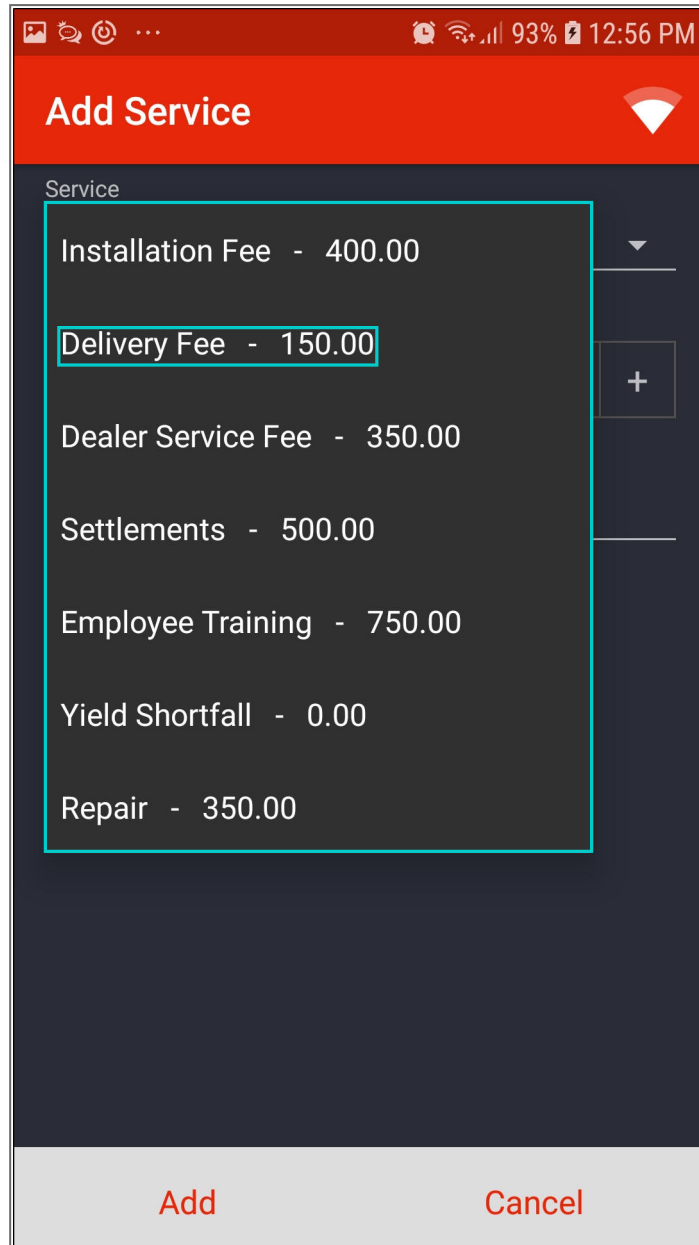 93% 12:56 PM
Add Service
Service
Installation Fee - 400.00
Delivery Fee - 150.00
+
Dealer Service Fee - 350.00
Settlements - 500.00
Employee Training - 750.00
Yield Shortfall - 0.00
Repair - 350.00
Add Cancel